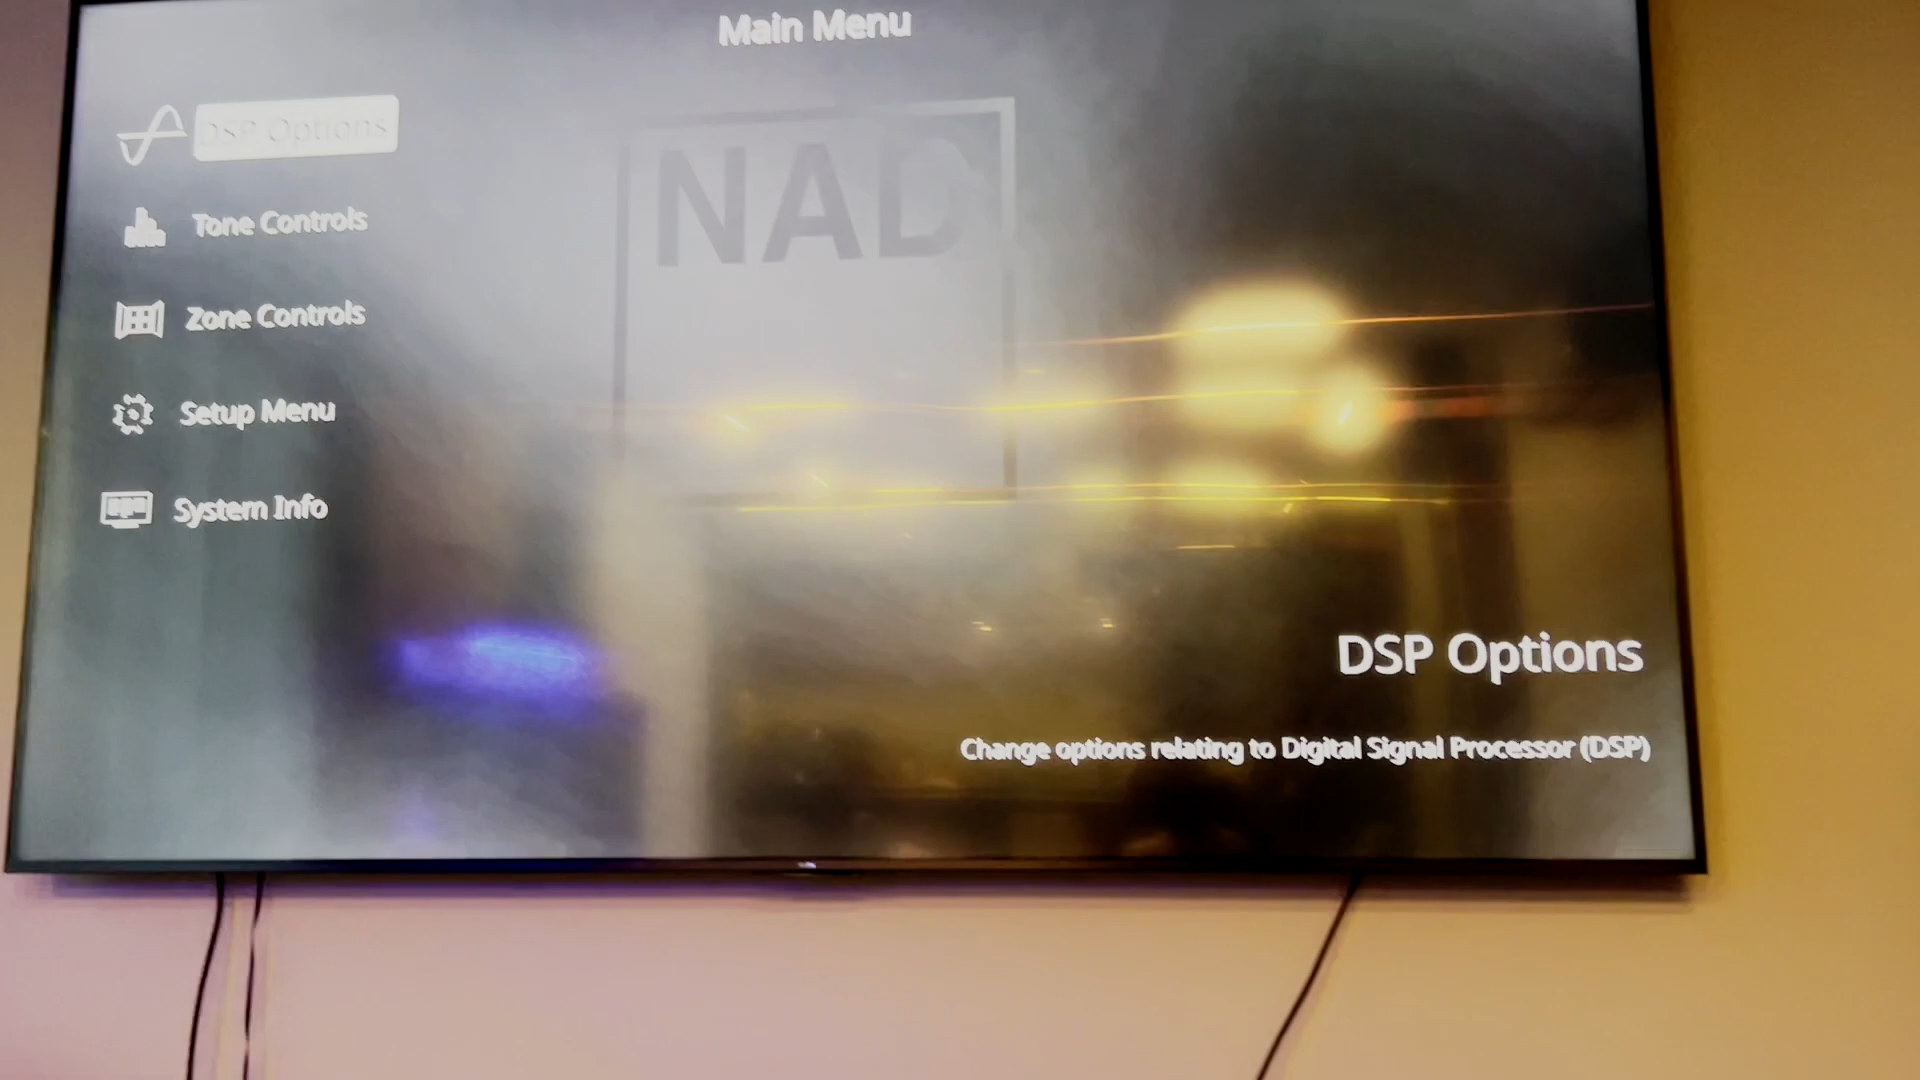 Main Menu
DSP Options
NAD
Tone Controls
Zone Controls
Setup Menu
System Info
DSP Options
Change options relating to Digital Signal Processor (DSP)